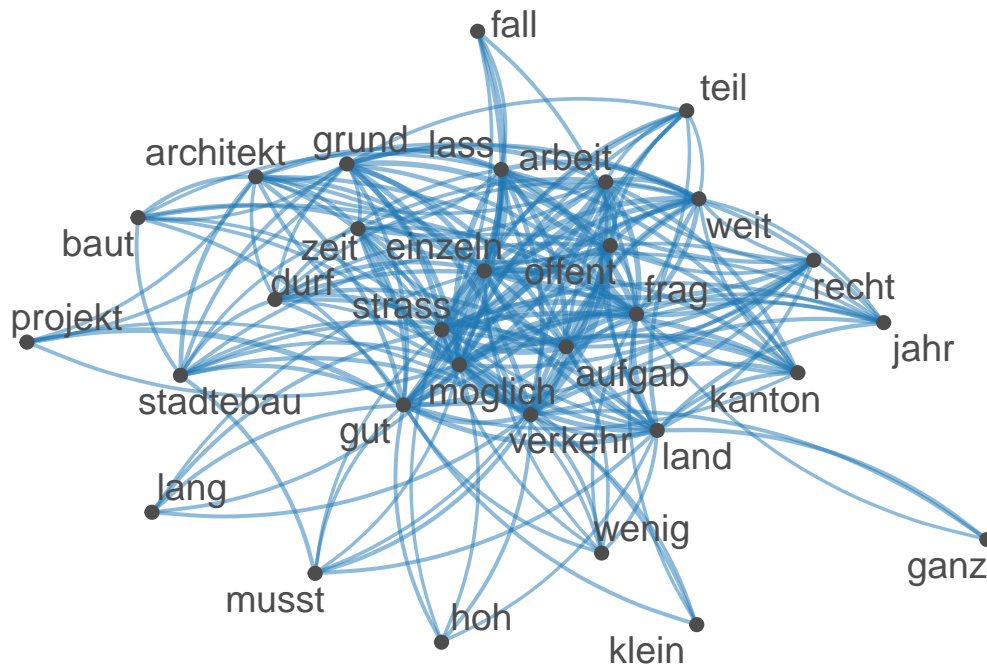 fall
teil
architekt
grund
lass
arbeit
baut
zeit
einzeln
offent
weit
durf
strass
frag
recht
projekt
jahr
stadtebau
moglich
aufgab
kanton
gut
verkehr
land
lang
wenig
ganz
musst
hoh
klein